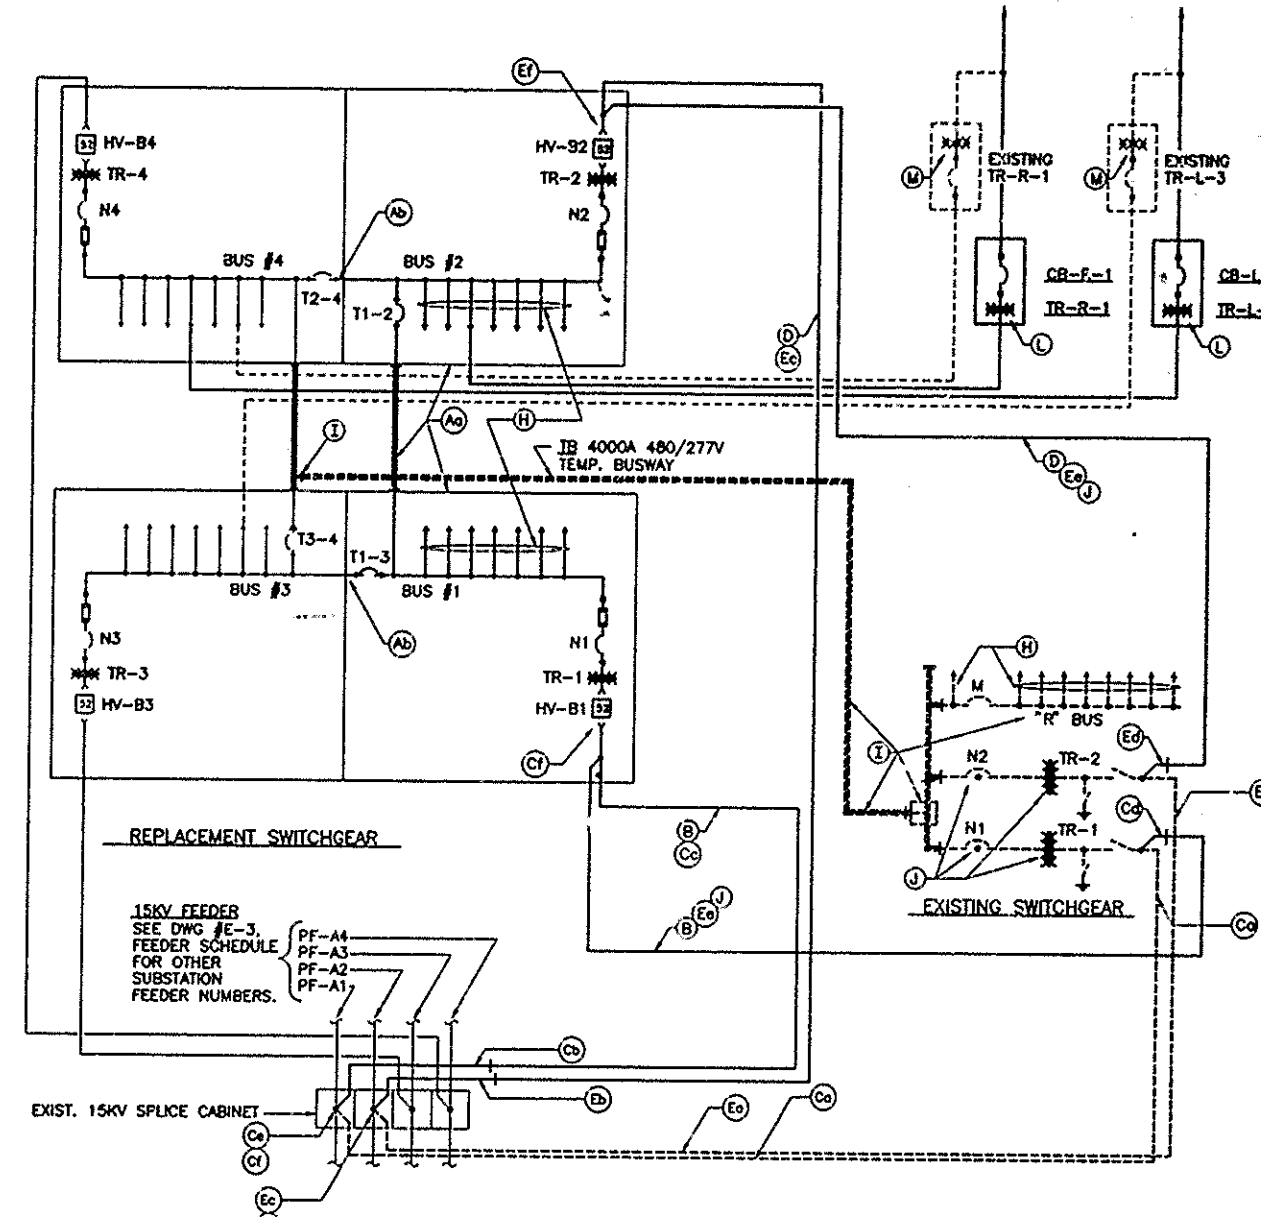 Ef
HV-B4
52
HV-B2
52
TR-4
TR-2
N4
N2
Ab
BUS #4
BUS #2
T2-4
T1-2
M
EXISTING
TR-R-1
M
EXISTING
TR-L-3
TR-R-1
L
L
D
Ec
I
Aa
H
TB 4000A 480/277V
TEMP. BUSWAY
D
J
T3-4
T1-3
BUS #3
BUS #1
Ab
N3
N1
TR-3
TR-1
52
HV-B3
HV-B1
52
Cf
H
M
"R" BUS
I
Ed
N2
TR-2
Cd
N1
TR-1
J
EXISTING SWITCHGEAR
Ca
B
Cc
REPLACEMENT SWITCHGEAR
J
B
15KV FEEDER
SEE DWG #E-3,
FEEDER SCHEDULE
FOR OTHER
SUBSTATION
FEEDER NUMBERS.
PF-A4
PF-A3
PF-A2
PF-A1
Cb
Eb
EXIST. 15KV SPLICE CABINET
Ea
Ca
Ce
Cf
Ec